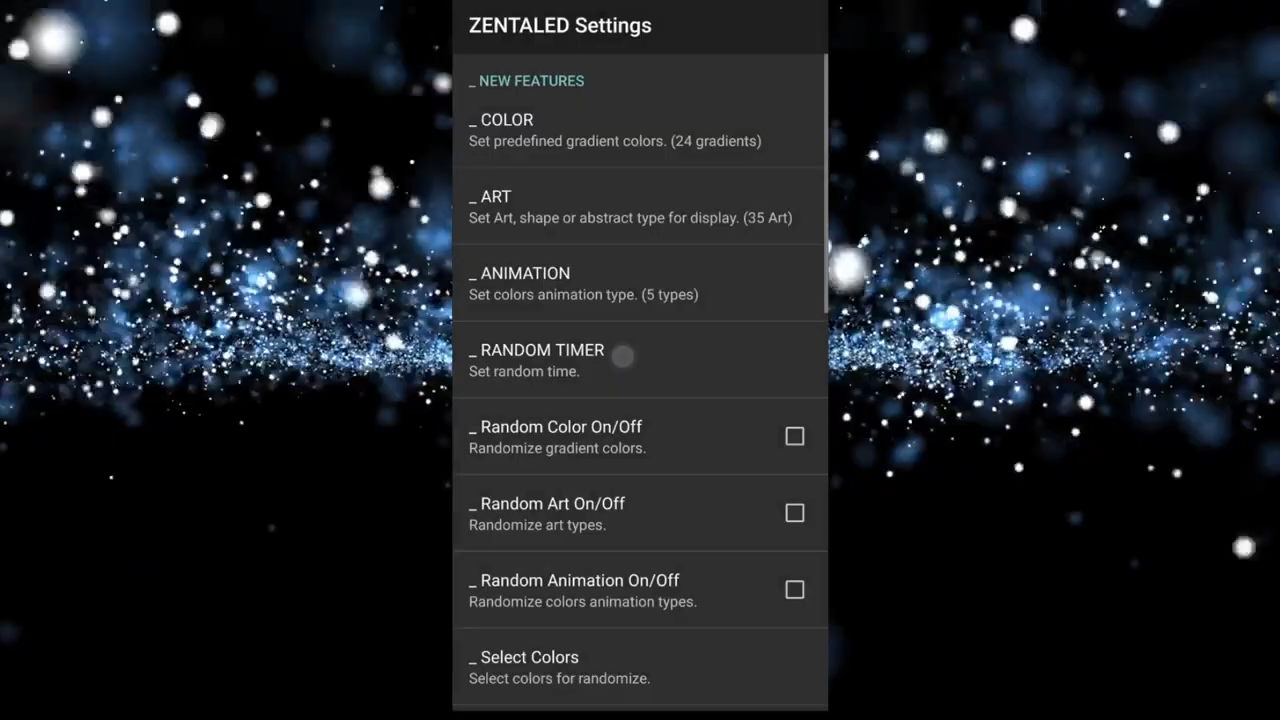 ZENTALED Settings
_ NEW FEATURES
_ COLOR
Set predefined gradient colors. (24 gradients)
_ ART
Set Art, shape or abstract type for display. (35 Art)
_ ANIMATION
Set colors animation type. (5 types)
_ RANDOM TIMER
Set random time.
_ Random Color On/Off
Randomize gradient colors.
_ Random Art On/Off
Randomize art types.
_ Random Animation On/Off
Randomize colors animation types.
_ Select Colors
Select colors for randomize.